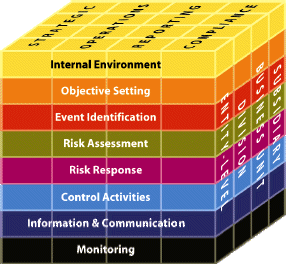 STRATEGIC
OPERATIONS
REPORTING
COMPLIANCE
Internal Environment
Objective Setting
Event Identification
Risk Assessment
Risk Response
Control Activities
Information & Communication
Monitoring
ENTITY-LEVEL
DIVISION
BUSINESS UNIT
SUBSIDIARY